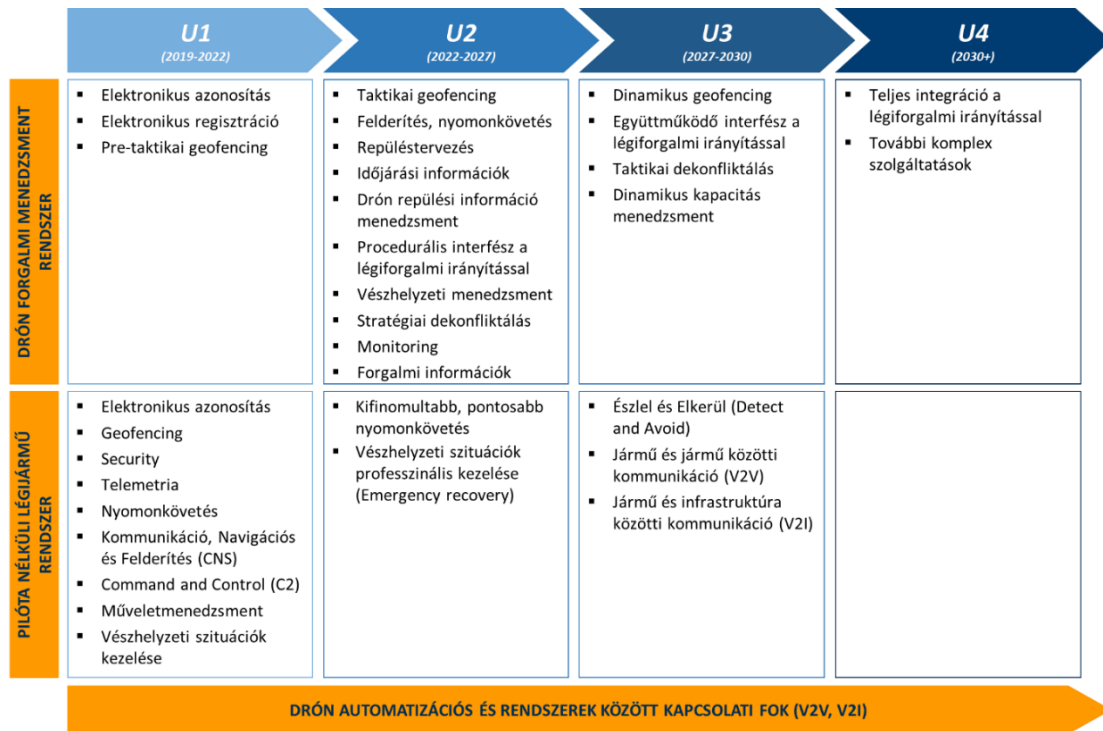 U1
(2019-2022)
U2
(2022-2027)
U3
(2027-2030)
U4
(2030+)
DRÓN FORGALMI MENEDZSMENT
RENDSZER
▪ Elektronikus azonosítás
▪ Elektronikus regisztráció
▪ Pre-taktikai geofencing
▪ Taktikai geofencing
▪ Felderítés, nyomonkövetés
▪ Repüléstervezés
▪ Időjárási információk
▪ Drón repülési információ
menedzsment
▪ Procedurális interfész a
légiforgalmi irányítással
▪ Vészhelyzeti menedzsment
▪ Stratégiai dekonfliktálás
▪ Monitoring
▪ Forgalmi információk
▪ Dinamikus geofencing
▪ Együttműködő interfész a
légiforgalmi irányítással
▪ Taktikai dekonfliktálás
▪ Dinamikus kapacitás
menedzsment
▪ Teljes integráció a
légiforgalmi irányítással
▪ További komplex
szolgáltatások
PILÓTA NÉLKÜLI LÉGIJÁRMŰ
RENDSZER
▪ Elektronikus azonosítás
▪ Geofencing
▪ Security
▪ Telemetria
▪ Nyomonkövetés
▪ Kommunikáció, Navigációs
és Felderítés (CNS)
▪ Command and Control (C2)
▪ Műveletmenedzsment
▪ Vészhelyzeti szituációk
kezelése
▪ Kifinomultabb, pontosabb
nyomonkövetés
▪ Vészhelyzeti szituációk
professzinális kezelése
(Emergency recovery)
▪ Észlel és Elkerül (Detect
and Avoid)
▪ Jármű és jármű közötti
kommunikáció (V2V)
▪ Jármű és infrastruktúra
közötti kommunikáció (V2I)
DRÓN AUTOMATIZÁCIÓS ÉS RENDSZEREK KÖZÖTT KAPCSOLATI FOK (V2V, V2I)